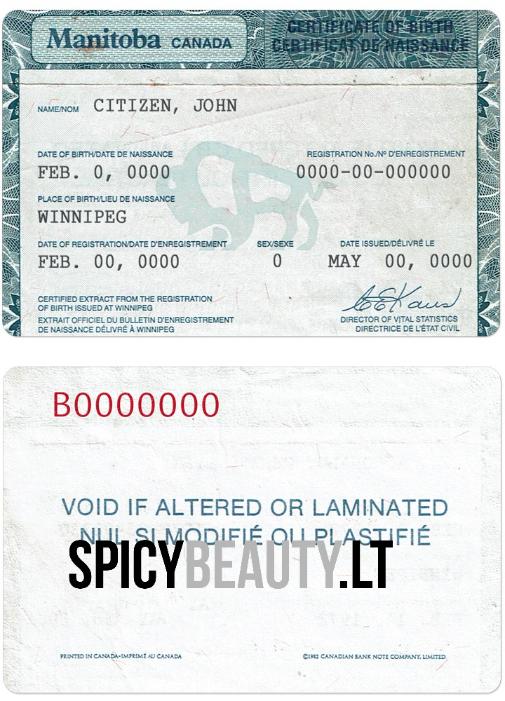 Manitoba CANADA
CERTIFICATE OF BIRTH
CERTIFICAT DE NAISSANCE
NAME/NOM CITIZEN, JOHN
DATE OF BIRTH/DATE DE NAISSANCE REGISTRATION No./Nº D'ENREGISTREMENT
FEB. 0, 0000 0000-00-000000
PLACE OF BIRTH/LIEU DE NAISSANCE
WINNIPEG
DATE OF REGISTRATION/DATE D'ENREGISTREMENT SEX/SEXE DATE ISSUED/DÉLIVRÉ LE
FEB. 00, 0000 0 MAY 00, 0000
CERTIFIED EXTRACT FROM THE REGISTRATION
OF BIRTH ISSUED AT WINNIPEG
EXTRAIT OFFICIEL DU BULLETIN D'ENREGISTREMENT
DE NAISSANCE DÉLIVRÉ À WINNIPEG
DIRECTOR OF VITAL STATISTICS
DIRECTRICE DE L'ÉTAT CIVIL
B0000000
VOID IF ALTERED OR LAMINATED
NUL SI MODIFIÉ OU PLASTIFIÉ
SPICYBEAUTY.LT
PRINTED IN CANADA-IMPRIMÉ AU CANADA ©1982 CANADIAN BANK NOTE COMPANY, LIMITED